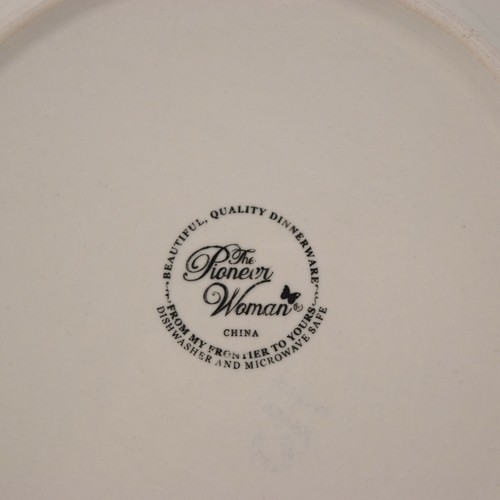 BEAUTIFUL, QUALITY DINNERWARE
The
Pioneer
Woman®
CHINA
FROM MY FRONTIER TO YOURS
DISHWASHER AND MICROWAVE SAFE